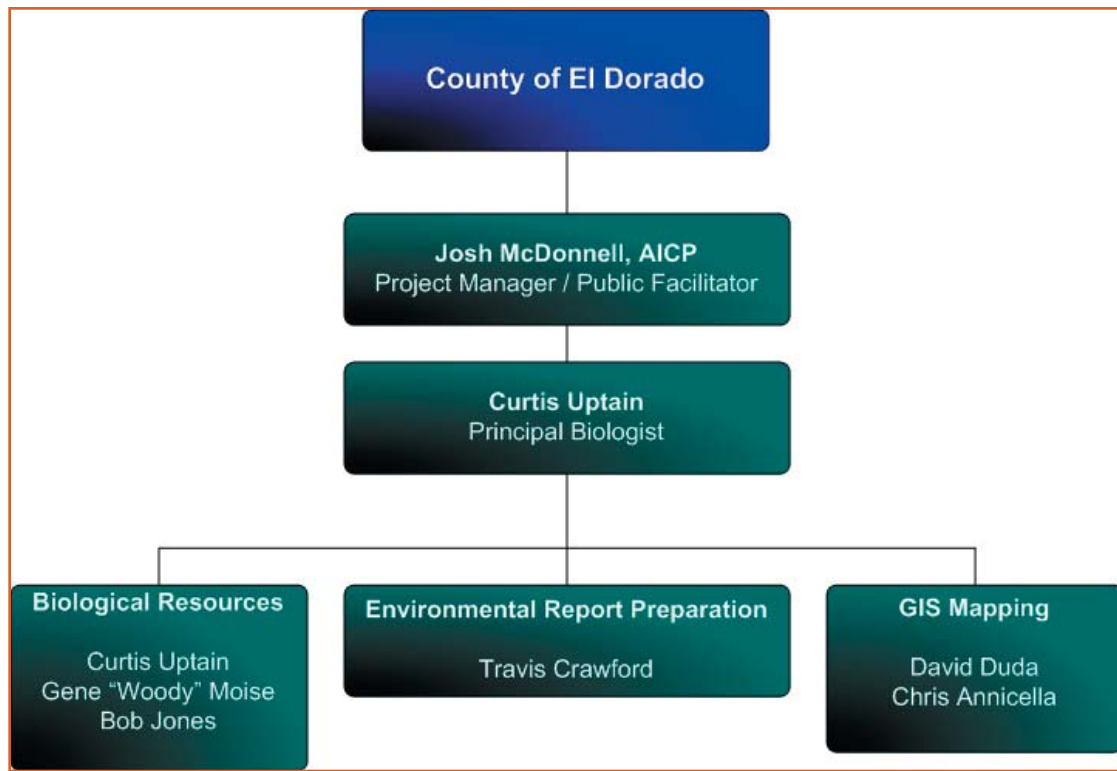 County of El Dorado
Josh McDonnell, AICP
Project Manager / Public Facilitator
Curtis Uptain
Principal Biologist
Biological Resources
Curtis Uptain
Gene “Woody” Moise
Bob Jones
Environmental Report Preparation
Travis Crawford
GIS Mapping
David Duda
Chris Annicella